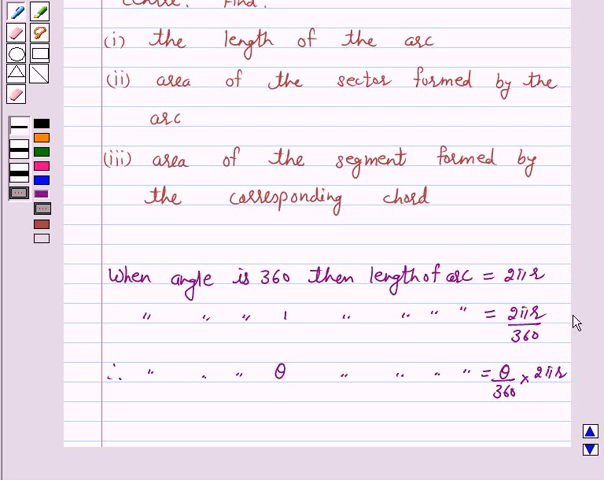 centre. Find:
(i) the length of the arc
(ii) area of the sector formed by the
arc
(iii) area of the segment formed by
the corresponding chord
When angle is 360 then length of arc = 2πr
" " " 1 " " " " = 2πr/360
∴ " " " θ " " " " = θ/360 × 2πr